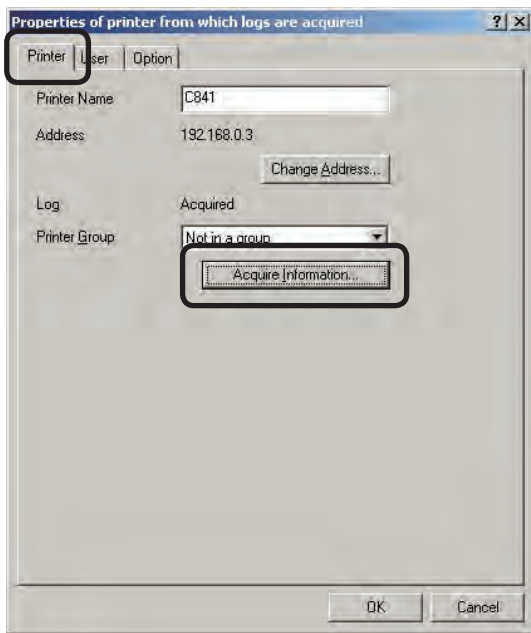 Properties of printer from which logs are acquired
Printer User Option
Printer Name C841
Address 192.168.0.3
Change Address...
Log Acquired
Printer Group Not in a group
Acquire Information...
OK Cancel